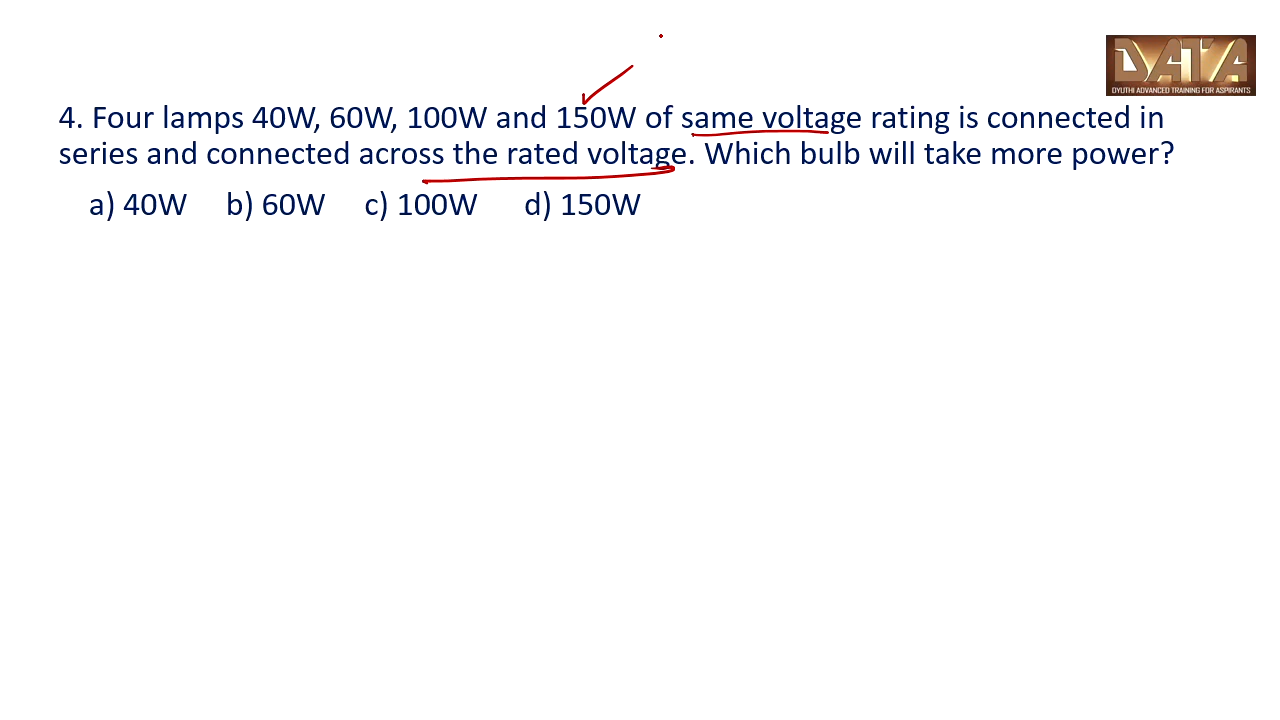 DATA
DYUTHI ADVANCED TRAINING FOR ASPIRANTS
4. Four lamps 40W, 60W, 100W and 150W of same voltage rating is connected in
series and connected across the rated voltage. Which bulb will take more power?
a) 40W b) 60W c) 100W d) 150W